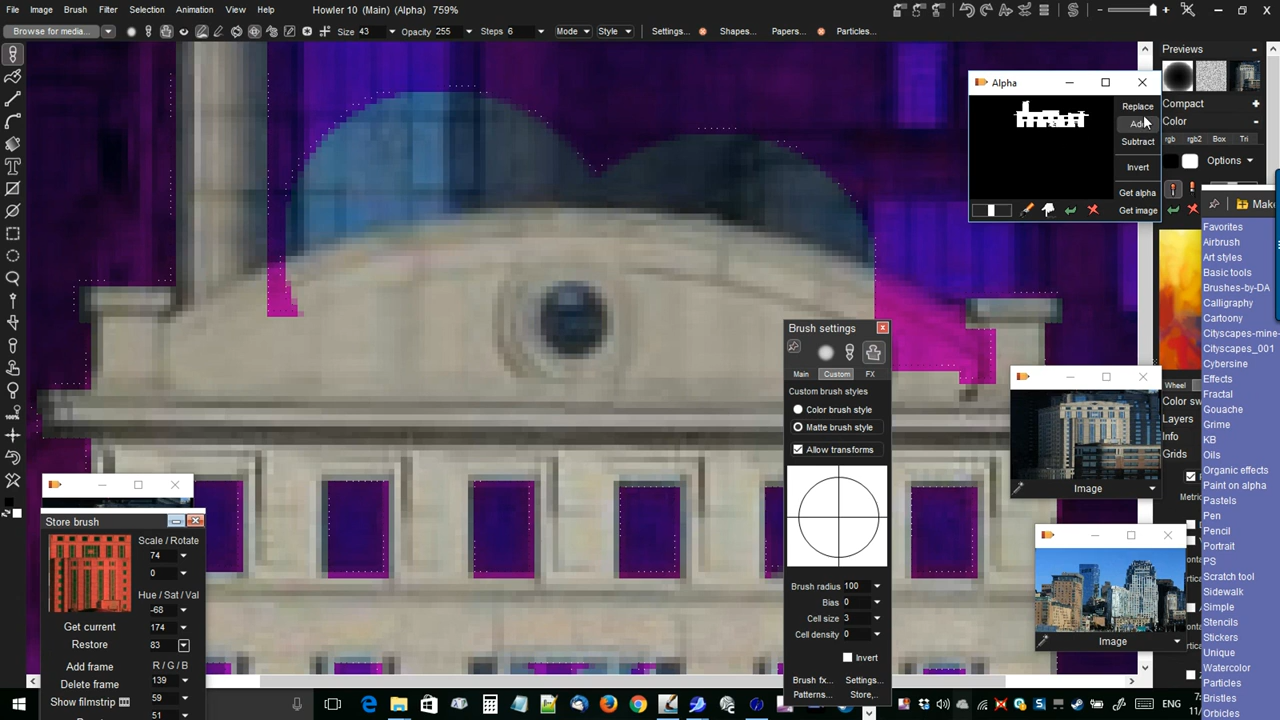 File Edit Image Brush Filter Selection Animation View Help Howler 10 (Main) (Alpha) 759%
Browse for media... Size 43 Opacity 255 Steps 6 Mode Style Settings... Shapes... Papers... Particles...
Alpha
Replace
Subtract
Invert
Get alpha
Get image
Previews
Compact
Color
rgb rgb2 Box Tri
Options
Favorites
Airbrush
Art styles
Basic tools
Brushes-by-DA
Calligraphy
Cartoony
Cityscapes-mine
Cityscapes_001
Cybersine
Effects
Fractal
Gouache
Grime
KB
Oils
Organic effects
Paint on alpha
Pastels
Pen
Pencil
Portrait
PS
Scratch tool
Sidewalk
Simple
Stencils
Stickers
Unique
Watercolor
Particles
Bristles
Orbicles
Wheel
Layers
Info
Grids
Image
Image
Brush settings
Main Custom FX
Custom brush styles
Color brush style
Matte brush style
Allow transforms
Brush radius 100
Bias 0
Cell size 3
Cell density 0
Invert
Brush fx... Settings...
Patterns... Store,..
Store brush
Scale / Rotate
74
0
Hue / Sat / Val
-68
Get current 174
Restore 83
Add frame R / G / B
Delete frame 139
Show filmstrip 59
51
100%
ENG